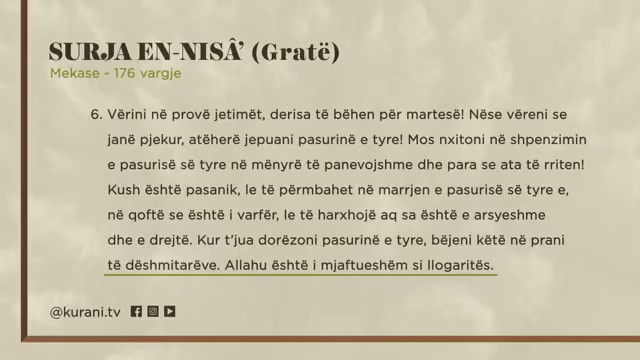 SURJA EN-NISÂ’ (Gratë)
Mekase - 176 vargje
6. Vërini në provë jetimët, derisa të bëhen për martesë! Nëse vëreni se
janë pjekur, atëherë jepuani pasurinë e tyre! Mos nxitoni në shpenzimin
e pasurisë së tyre në mënyrë të panevojshme dhe para se ata të rriten!
Kush është pasanik, le të përmbahet në marrjen e pasurisë së tyre e,
në qoftë se është i varfër, le të harxhojë aq sa është e arsyeshme
dhe e drejtë. Kur t’jua dorëzoni pasurinë e tyre, bëjeni këtë në prani
të dëshmitarëve. Allahu është i mjaftueshëm si llogaritës.
@kurani.tv